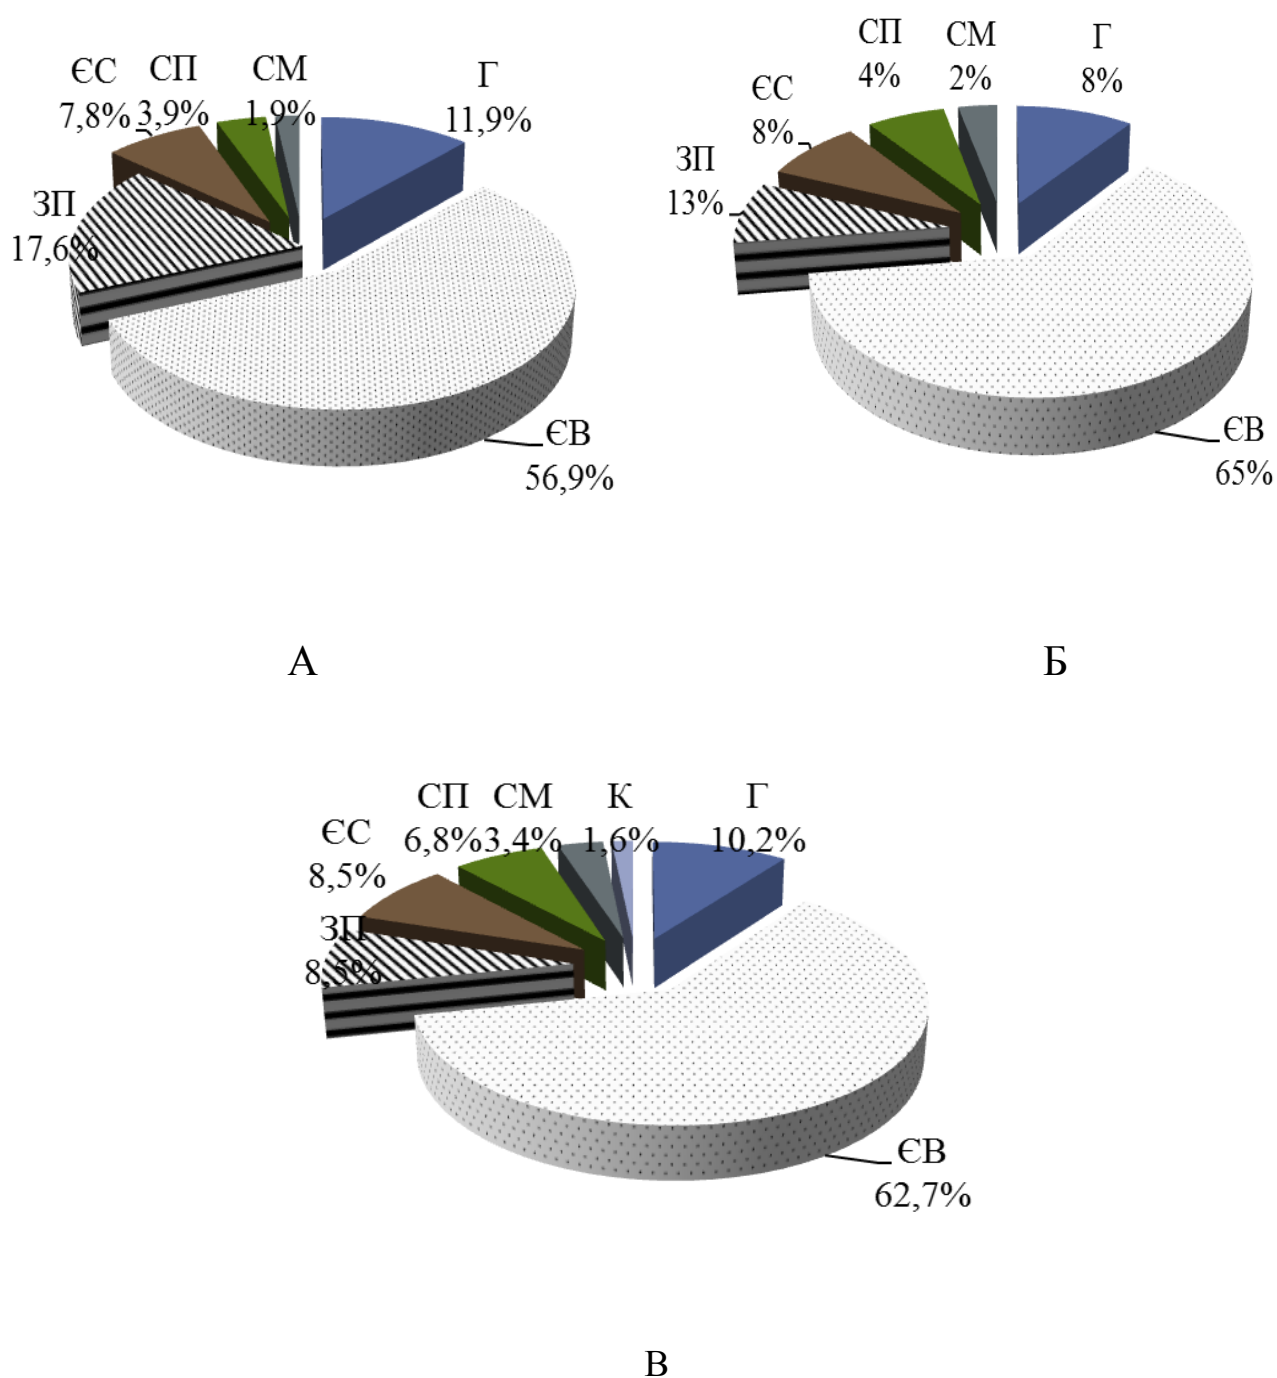 ЄС
7,8%
СП
3,9%
СМ
1,9%
Г
11,9%
ЗП
17,6%
ЄВ
56,9%
А
СП
4%
СМ
2%
Г
8%
ЄС
8%
ЗП
13%
ЄВ
65%
Б
СП
6,8%
СМ
3,4%
К
1,6%
Г
10,2%
ЄС
8,5%
ЗП
8,5%
ЄВ
62,7%
В